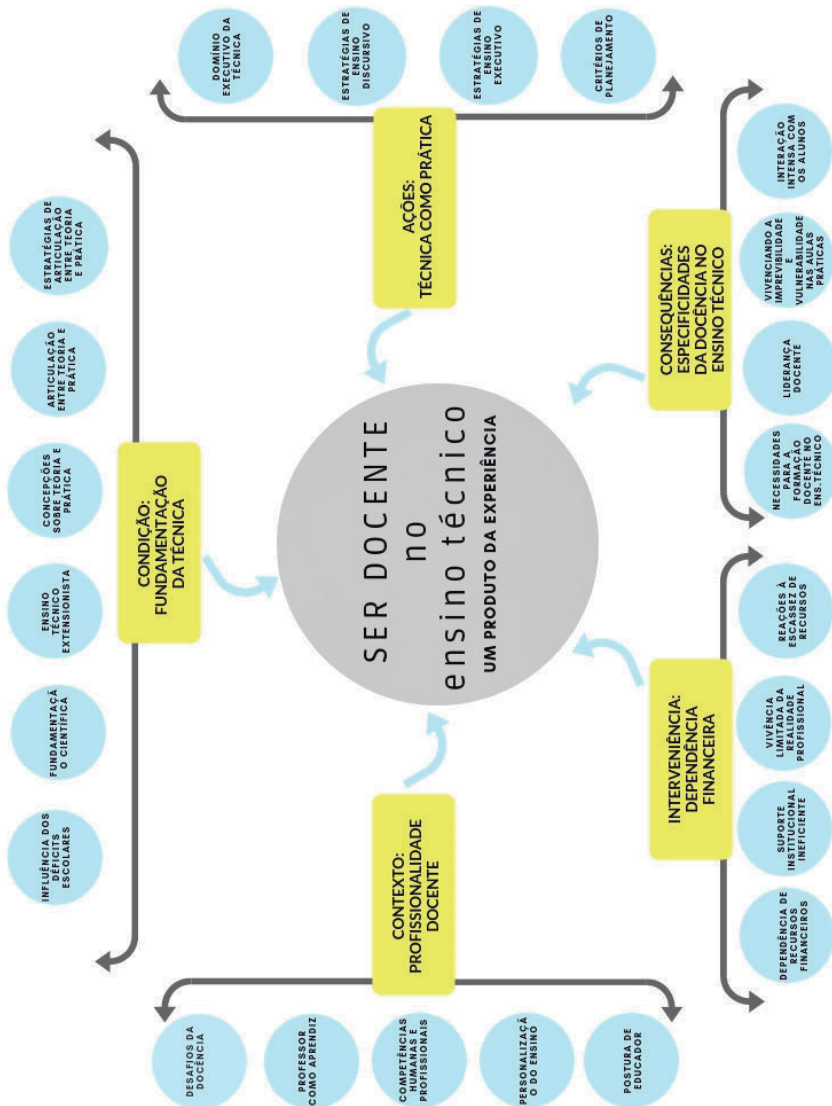 INFLUÊNCIA DOS
DÉFICITS
ESCOLARES
FUNDAMENTAÇÃ
O CIENTÍFICA
ENSINO
TÉCNICO
EXTENSIONISTA
CONCEPÇÕES
SOBRE TEORIA E
PRÁTICA
ARTICULAÇÃO
ENTRE TEORIA E
PRÁTICA
ESTRATÉGIAS DE
ARTICULAÇÃO
ENTRE TEORIA
E PRÁTICA
CONDIÇÃO:
FUNDAMENTAÇÃO
DA TÉCNICA
DESAFIOS DA
DOCÊNCIA
PROFESSOR
COMO APRENDIZ
COMPETÊNCIAS
HUMANAS E
PROFISSIONAIS
PERSONALIZAÇÃ
O DO ENSINO
POSTURA DE
EDUCADOR
CONTEXTO:
PROFISSIONALIDADE
DOCENTE
SER DOCENTE
no
ensino técnico
UM PRODUTO DA EXPERIÊNCIA
AÇÕES:
TÉCNICA COMO PRÁTICA
DOMÍNIO
EXECUTIVO DA
TÉCNICA
ESTRATÉGIAS DE
ENSINO
DISCURSIVO
ESTRATÉGIAS DE
ENSINO
EXECUTIVO
CRITÉRIOS DE
PLANEJAMENTO
INTERVENIÊNCIA:
DEPENDÊNCIA
FINANCEIRA
DEPENDÊNCIA DE
RECURSOS
FINANCEIROS
SUPORTE
INSTITUCIONAL
INEFICIENTE
VIVÊNCIA
LIMITADA DA
REALIDADE
PROFISSIONAL
REAÇÕES À
ESCASSEZ DE
RECURSOS
CONSEQUÊNCIAS:
ESPECIFICIDADES
DA DOCÊNCIA NO
ENSINO TÉCNICO
NECESSIDADES
PARA A
FORMAÇÃO
DOCENTE NO
ENS.TÉCNICO
LIDERANÇA
DOCENTE
VIVENCIANDO A
IMPREVIBILIDADE
E
VULNERABILIDADE
NAS AULAS
PRÁTICAS
INTERAÇÃO
INTENSA COM
OS ALUNOS